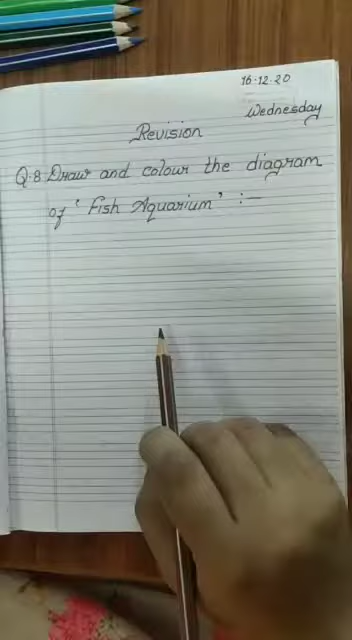 16.12.20
Wednesday
Revision
Q.8 Draw and colour the diagram
of 'Fish Aquarium' :-